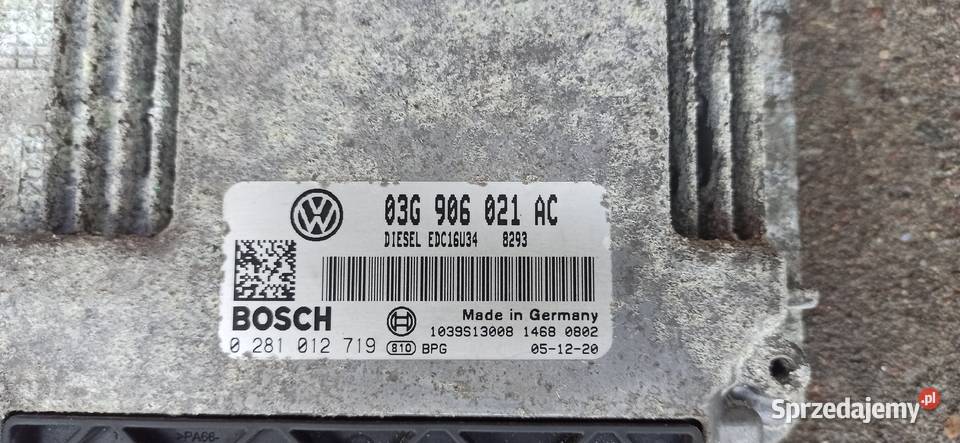 03G 906 021 AC
DIESEL EDC16U34 8293
BOSCH
Made in Germany
1039S13008 1468 0802
0 281 012 719 810 BPG 05-12-20
>PA66-
Sprzedajemy.pl